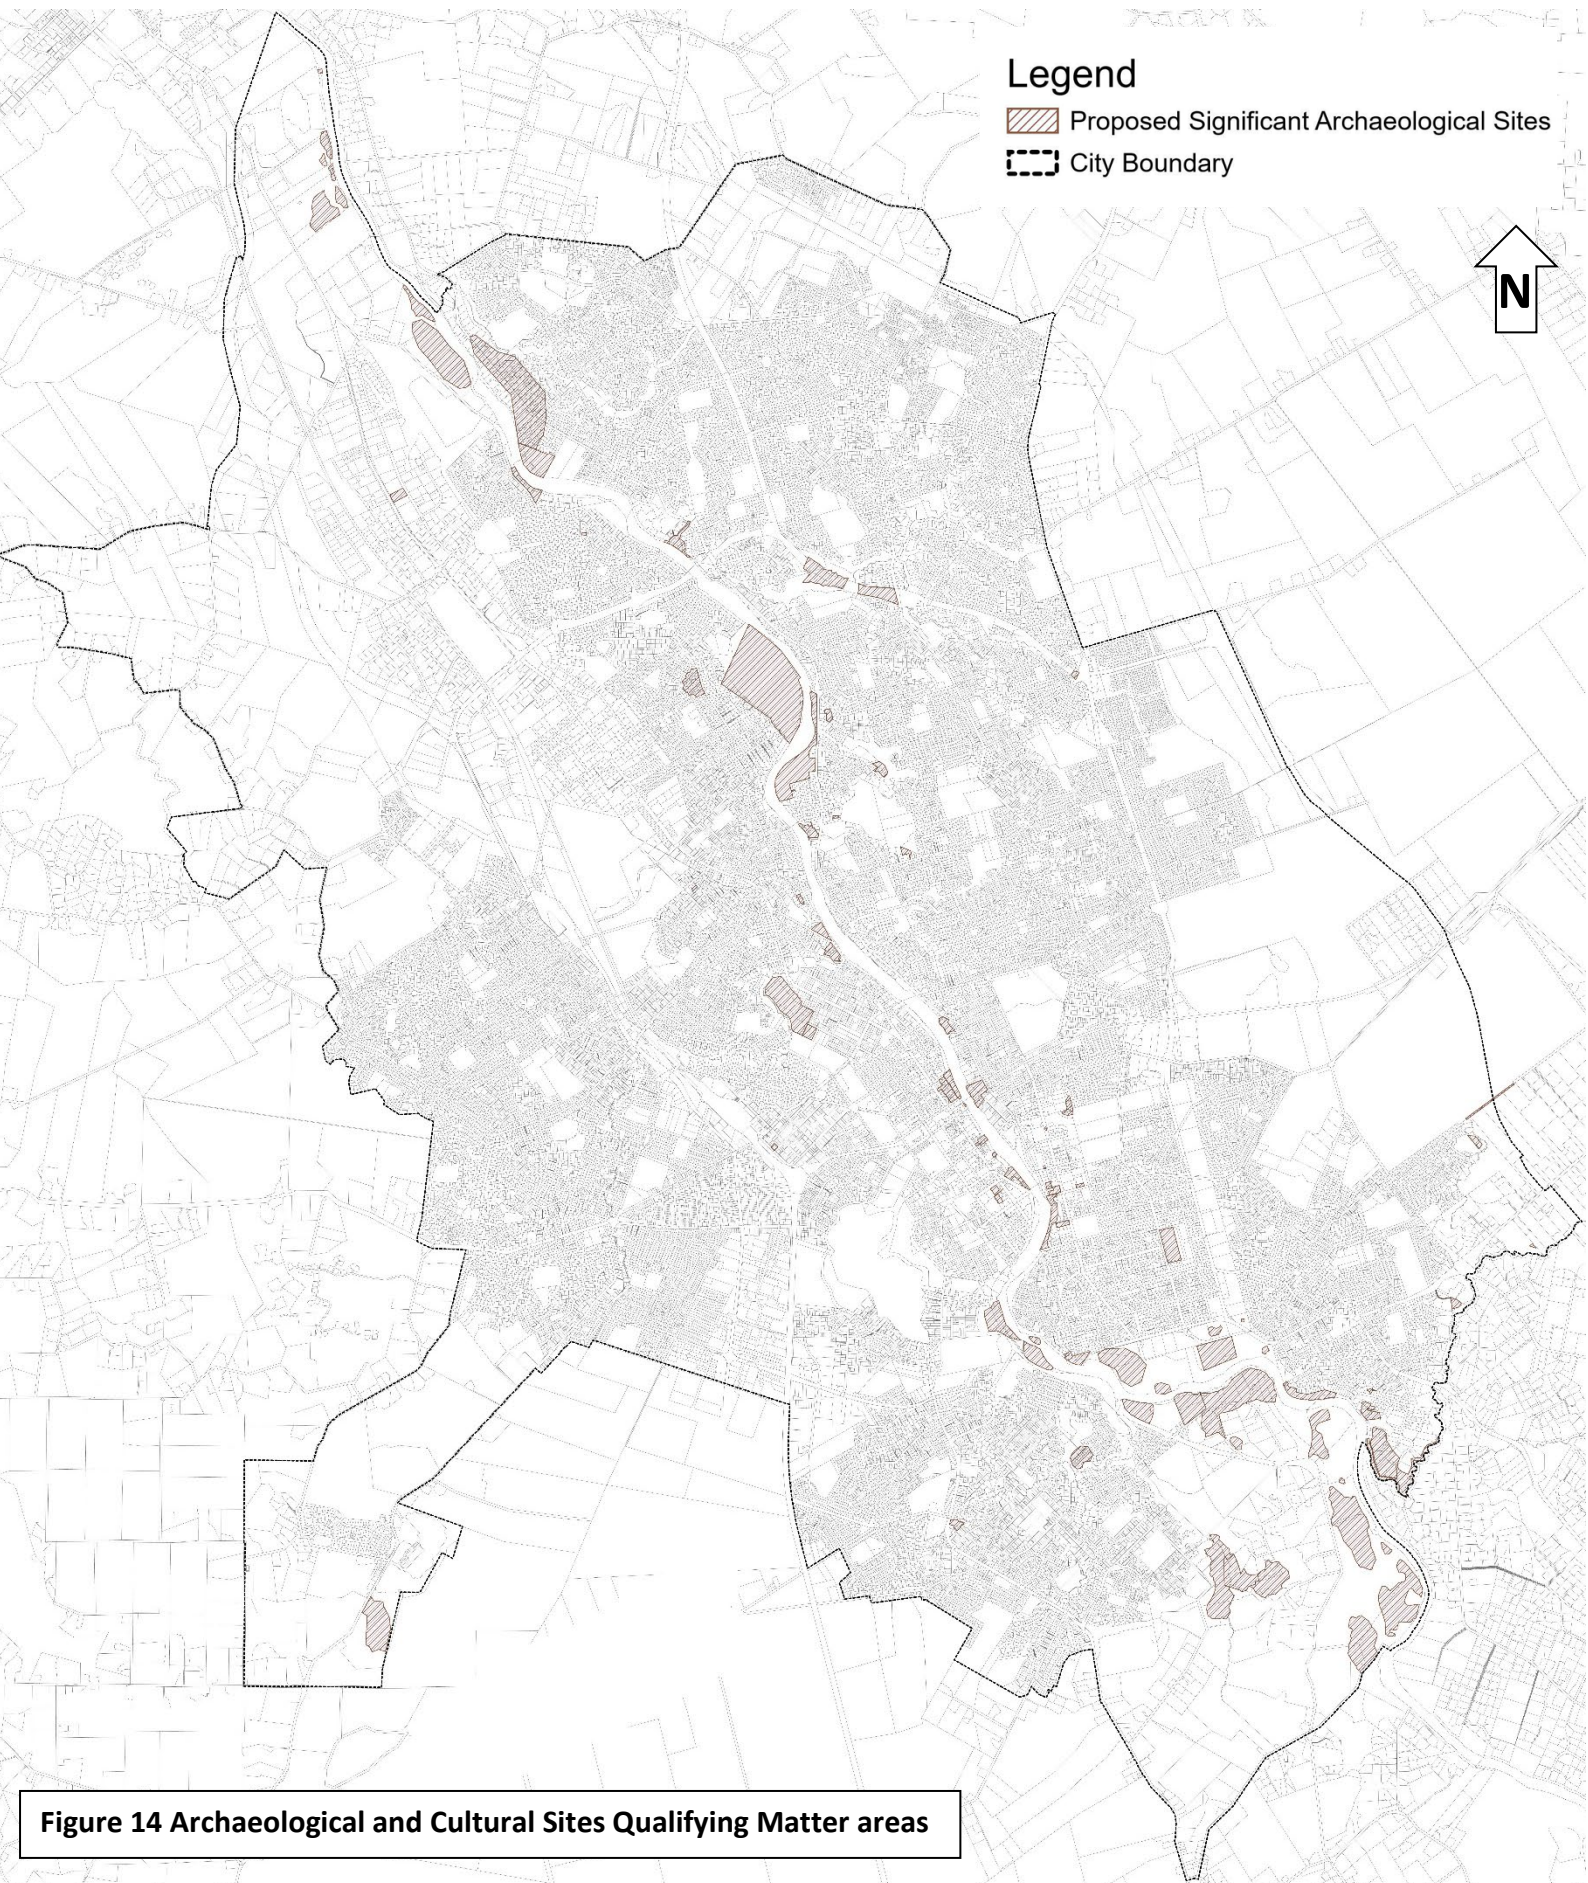 Legend
Proposed Significant Archaeological Sites
City Boundary
N
Figure 14 Archaeological and Cultural Sites Qualifying Matter areas